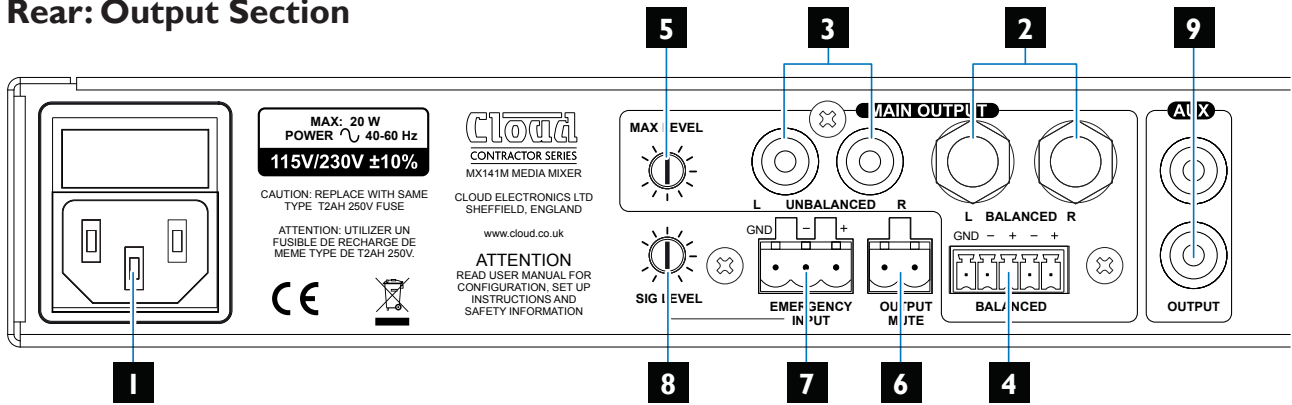 Rear: Output Section
5
3
2
9
MAX: 20 W
POWER 40-60 Hz
115V/230V ±10%
CAUTION: REPLACE WITH SAME
TYPE T2AH 250V FUSE
ATTENTION: UTILIZER UN
FUSIBLE DE RECHARGE DE
MEME TYPE DE T2AH 250V.
CE
Cloud
CONTRACTOR SERIES
MX141M MEDIA MIXER
CLOUD ELECTRONICS LTD
SHEFFIELD, ENGLAND
www.cloud.co.uk
ATTENTION
READ USER MANUAL FOR
CONFIGURATION, SET UP
INSTRUCTIONS AND
SAFETY INFORMATION
MAX LEVEL
SIG LEVEL
MAIN OUTPUT
L UNBALANCED R
L BALANCED R
GND – +
EMERGENCY
INPUT
OUTPUT
MUTE
GND – + – +
BALANCED
AUX
OUTPUT
1
8
7
6
4